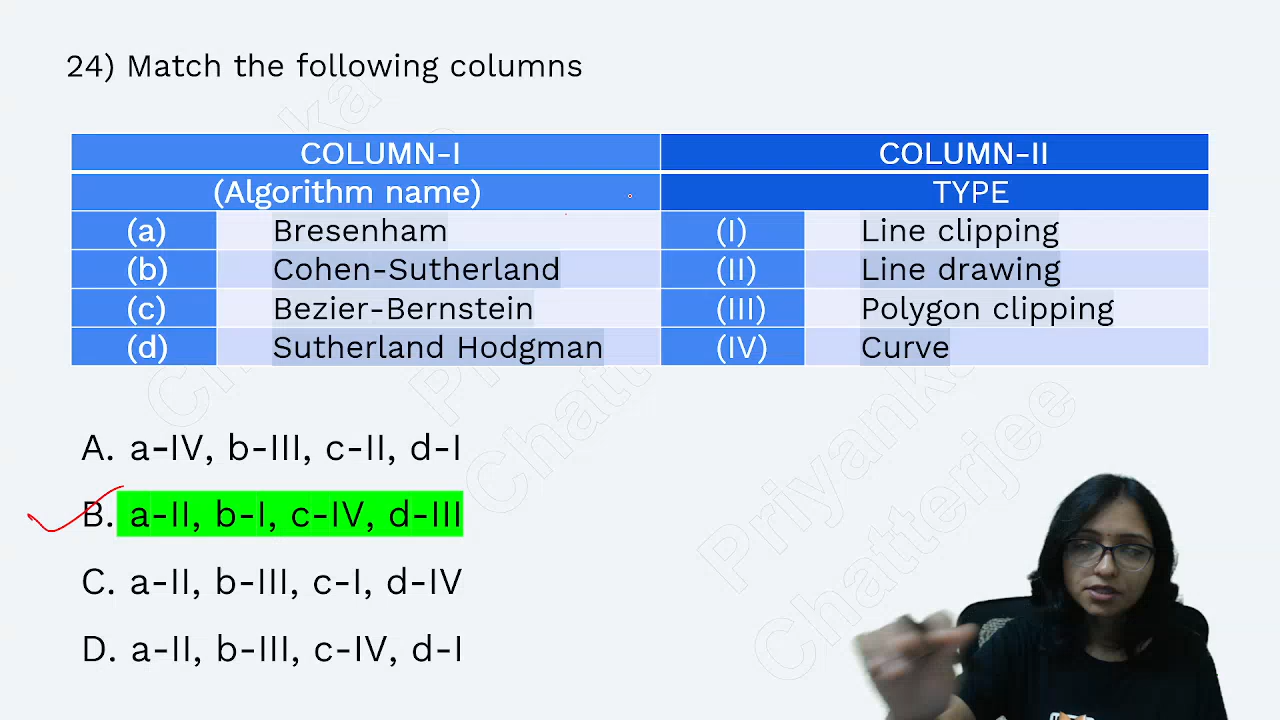 24) Match the following columns
COLUMN-I COLUMN-II
(Algorithm name) TYPE
(a) Bresenham (I) Line clipping
(b) Cohen-Sutherland (II) Line drawing
(c) Bezier-Bernstein (III) Polygon clipping
(d) Sutherland Hodgman (IV) Curve
A. a-IV, b-III, c-II, d-I
B. a-II, b-I, c-IV, d-III
C. a-II, b-III, c-I, d-IV
D. a-II, b-III, c-IV, d-I
Priyanka
Chatterjee